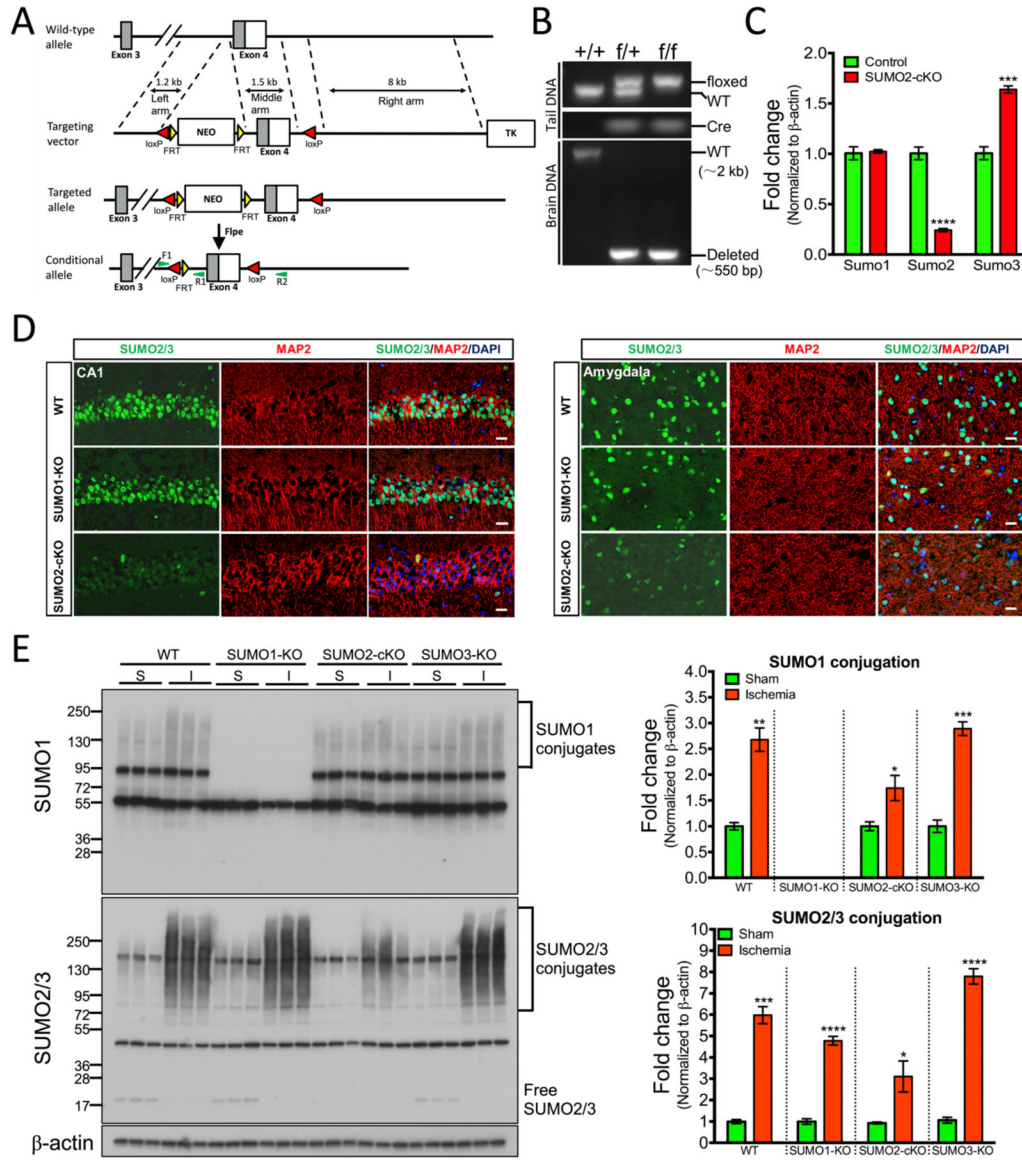 A
Wild-type
allele
Exon 3
Exon 4
1.2 kb
Left
arm
1.5 kb
Middle
arm
8 kb
Right arm
Targeting
vector
loxP
FRT
NEO
FRT
Exon 4
loxP
TK
Targeted
allele
Exon 3
loxP
FRT
NEO
FRT
Exon 4
loxP
Flpe
Conditional
allele
Exon 3
F1
loxP
FRT
R1
Exon 4
loxP
R2
B
+/+ f/+ f/f
Tail DNA
floxed
WT
Cre
Brain DNA
WT
(~2 kb)
Deleted
(~550 bp)
C
Control
SUMO2-cKO
Fold change
(Normalized to β-actin)
2.0
1.5
1.0
0.5
0.0
****
***
Sumo1 Sumo2 Sumo3
D
SUMO2/3 MAP2 SUMO2/3/MAP2/DAPI
CA1
WT
SUMO1-KO
SUMO2-cKO
SUMO2/3 MAP2 SUMO2/3/MAP2/DAPI
Amygdala
WT
SUMO1-KO
SUMO2-cKO
E
WT SUMO1-KO SUMO2-cKO SUMO3-KO
S I S I S I S I
SUMO1
250
130
95
72
55
36
28
SUMO1
conjugates
SUMO2/3
250
130
95
72
55
36
28
17
SUMO2/3
conjugates
Free
SUMO2/3
β-actin
SUMO1 conjugation
Sham
Ischemia
Fold change
(Normalized to β-actin)
4.0
3.5
3.0
2.5
2.0
1.5
1.0
0.5
0.0
**
*
***
WT SUMO1-KO SUMO2-cKO SUMO3-KO
SUMO2/3 conjugation
Sham
Ischemia
Fold change
(Normalized to β-actin)
10
9
8
7
6
5
4
3
2
1
0
***
****
*
****
WT SUMO1-KO SUMO2-cKO SUMO3-KO